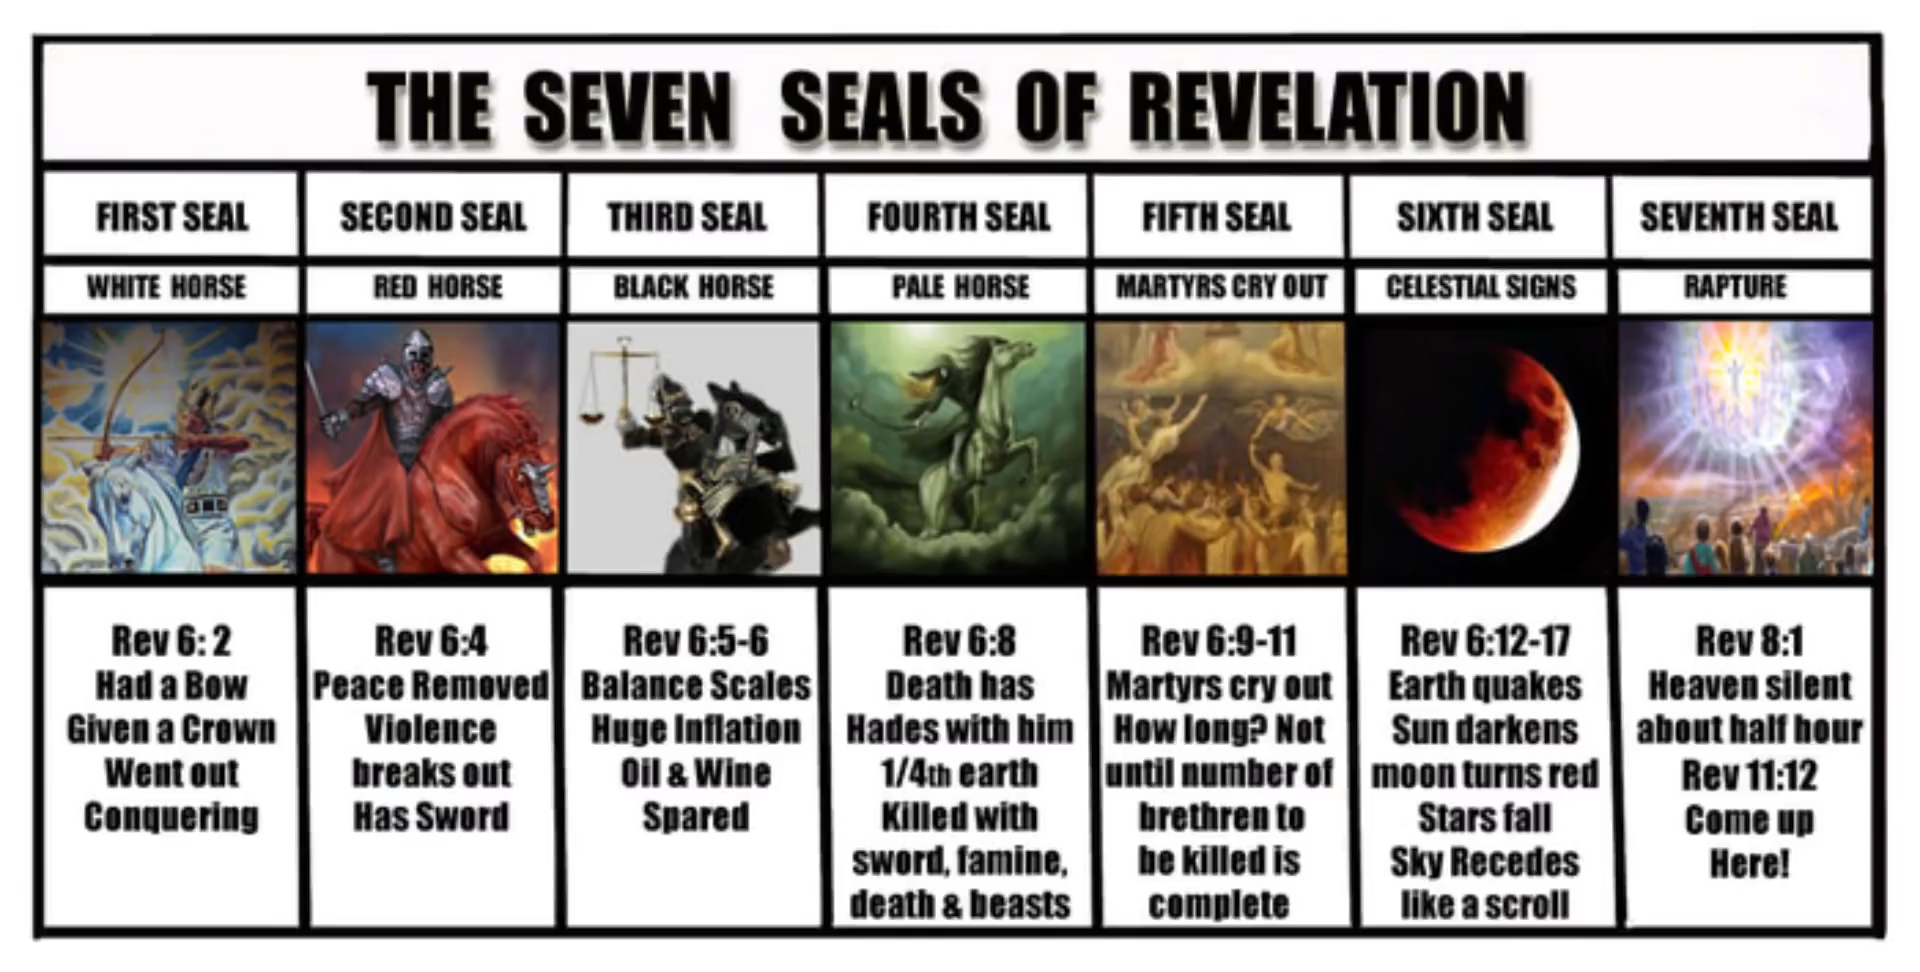 THE SEVEN SEALS OF REVELATION
FIRST SEAL
SECOND SEAL
THIRD SEAL
FOURTH SEAL
FIFTH SEAL
SIXTH SEAL
SEVENTH SEAL
WHITE HORSE
RED HORSE
BLACK HORSE
PALE HORSE
MARTYRS CRY OUT
CELESTIAL SIGNS
RAPTURE
Rev 6: 2
Had a Bow
Given a Crown
Went out
Conquering
Rev 6:4
Peace Removed
Violence
breaks out
Has Sword
Rev 6:5-6
Balance Scales
Huge Inflation
Oil & Wine
Spared
Rev 6:8
Death has
Hades with him
1/4th earth
Killed with
sword, famine,
death & beasts
Rev 6:9-11
Martyrs cry out
How long? Not
until number of
brethren to
be killed is
complete
Rev 6:12-17
Earth quakes
Sun darkens
moon turns red
Stars fall
Sky Recedes
like a scroll
Rev 8:1
Heaven silent
about half hour
Rev 11:12
Come up
Here!